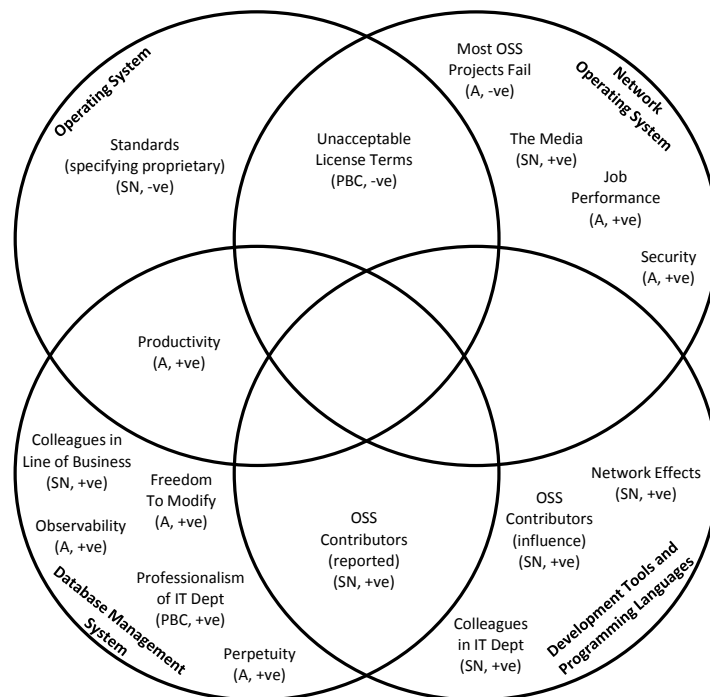 Operating System
Standards
(specifying proprietary)
(SN, -ve)
Unacceptable
License Terms
(PBC, -ve)
Most OSS
Projects Fail
(A, -ve)
Network
Operating System
The Media
(SN, +ve)
Job
Performance
(A, +ve)
Security
(A, +ve)
Productivity
(A, +ve)
Colleagues in
Line of Business
(SN, +ve)
Freedom
To Modify
(A, +ve)
Observability
(A, +ve)
Professionalism
of IT Dept
(PBC, +ve)
Perpetuity
(A, +ve)
Database Management
System
OSS
Contributors
(reported)
(SN, +ve)
Network Effects
(SN, +ve)
OSS
Contributors
(influence)
(SN, +ve)
Colleagues
in IT Dept
(SN, +ve)
Development Tools and
Programming Languages